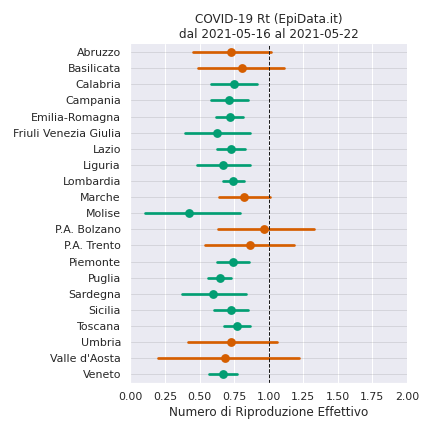 COVID-19 Rt (EpiData.it)
dal 2021-05-16 al 2021-05-22
Abruzzo
Basilicata
Calabria
Campania
Emilia-Romagna
Friuli Venezia Giulia
Lazio
Liguria
Lombardia
Marche
Molise
P.A. Bolzano
P.A. Trento
Piemonte
Puglia
Sardegna
Sicilia
Toscana
Umbria
Valle d'Aosta
Veneto
0.00 0.25 0.50 0.75 1.00 1.25 1.50 1.75 2.00
Numero di Riproduzione Effettivo